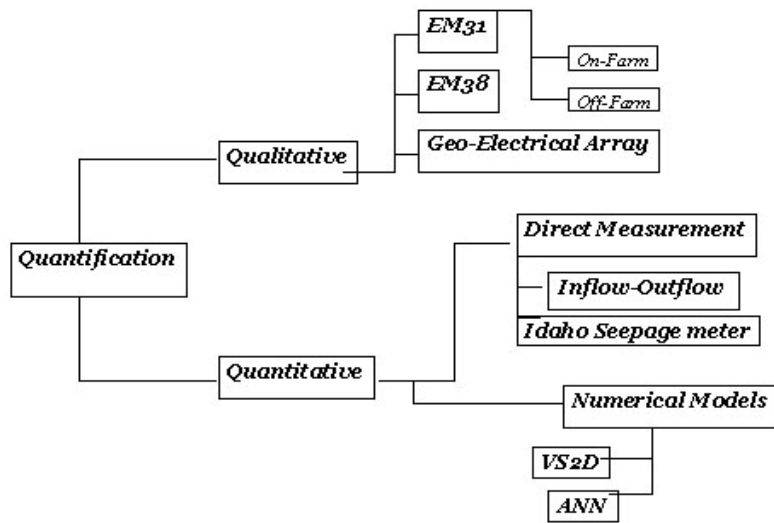 EM31
On-Farm
EM38
Off-Farm
Qualitative
Geo-Electrical Array
Direct Measurement
Quantification
Inflow-Outflow
Idaho Seepage meter
Quantitative
Numerical Models
VS2D
ANN